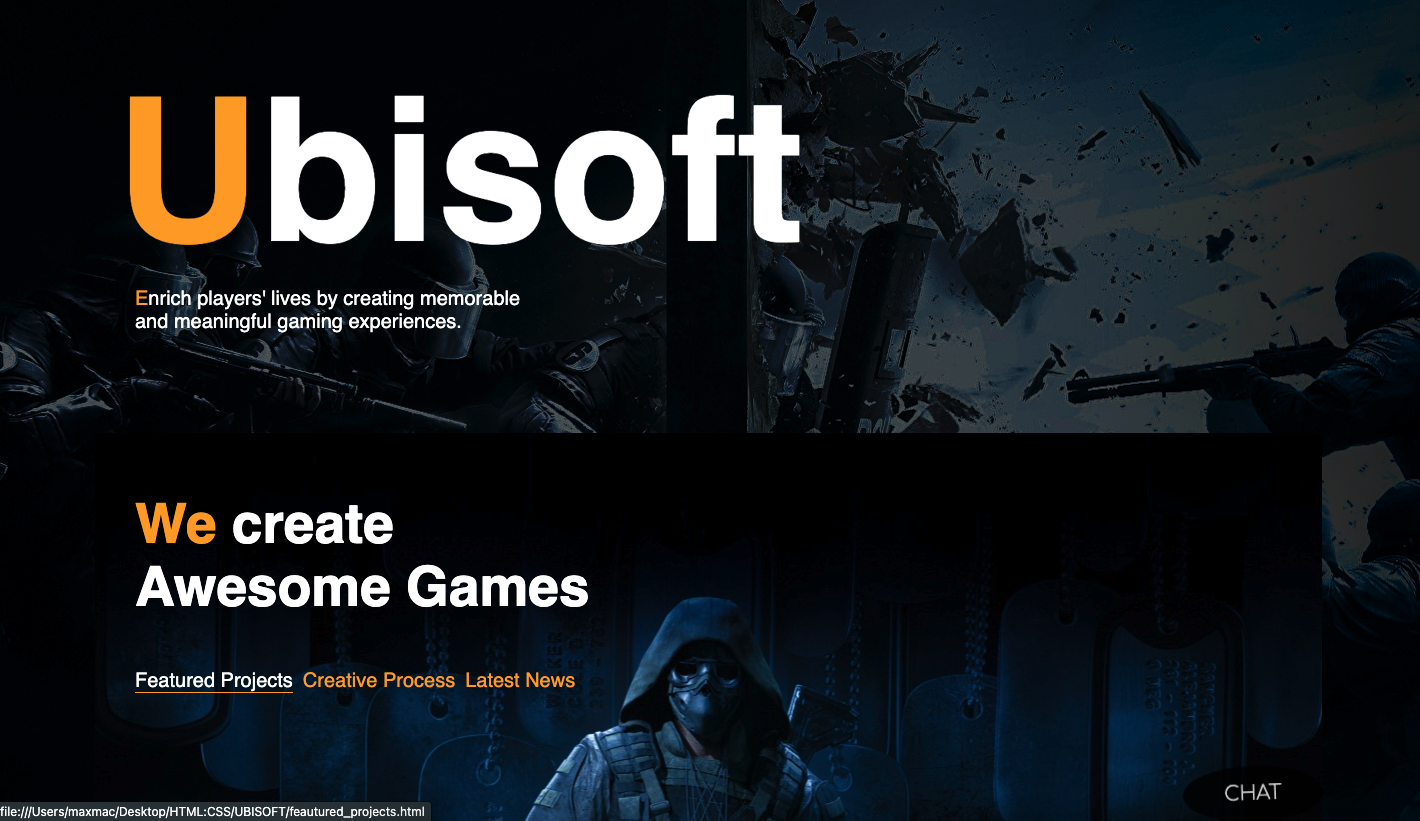 Ubisoft
Enrich players' lives by creating memorable
and meaningful gaming experiences.
We create
Awesome Games
Featured Projects Creative Process Latest News
CHAT
file:///Users/maxmac/Desktop/HTML:CSS/UBISOFT/feautured_projects.html